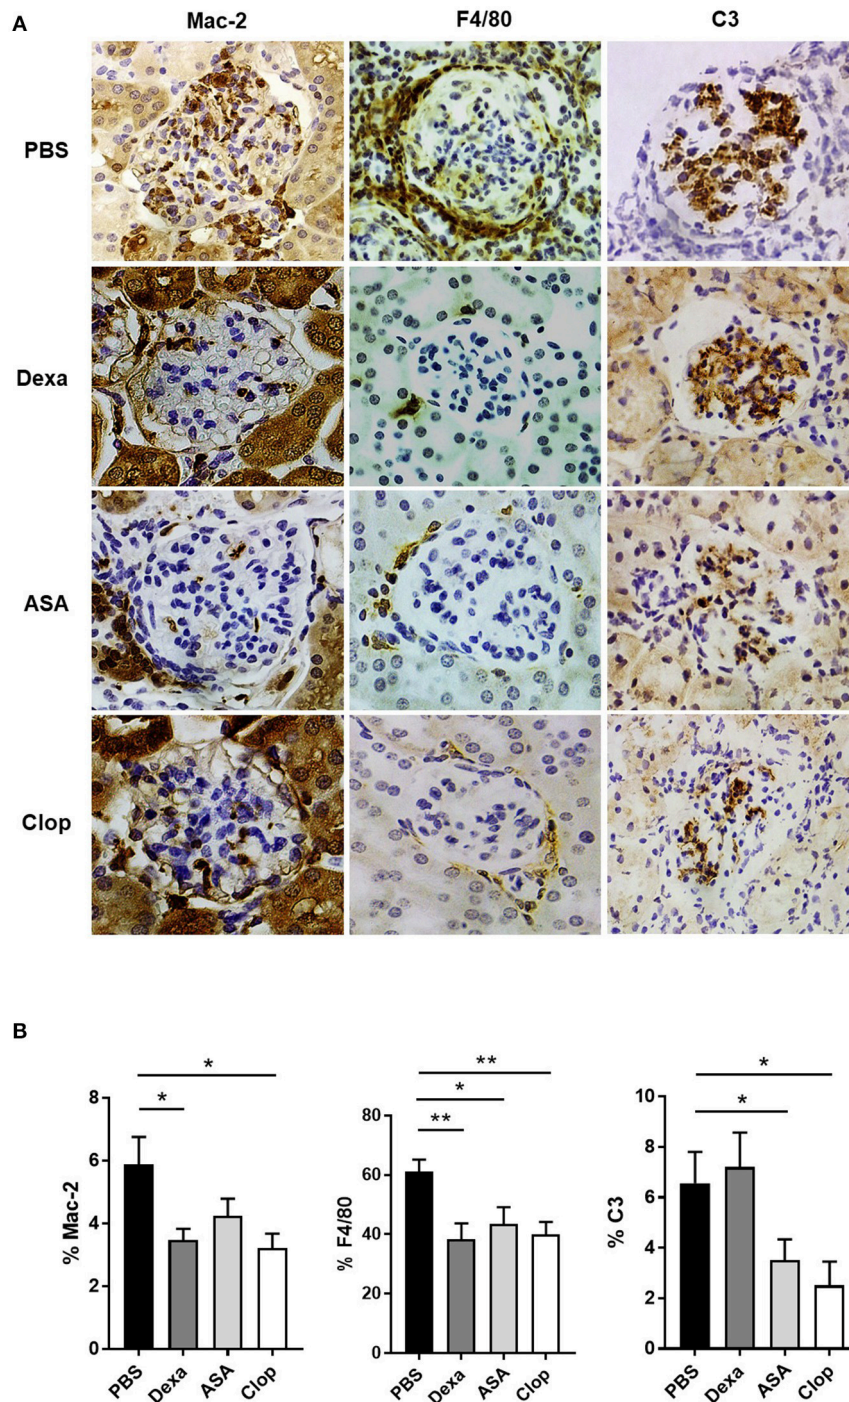 A
Mac-2 F4/80 C3
PBS
Dexa
ASA
Clop
B
*
*
% Mac-2
8
6
4
2
0
PBS Dexa ASA Clop
**
*
**
% F4/80
80
60
40
20
0
PBS Dexa ASA Clop
*
*
% C3
10
8
6
4
2
0
PBS Dexa ASA Clop